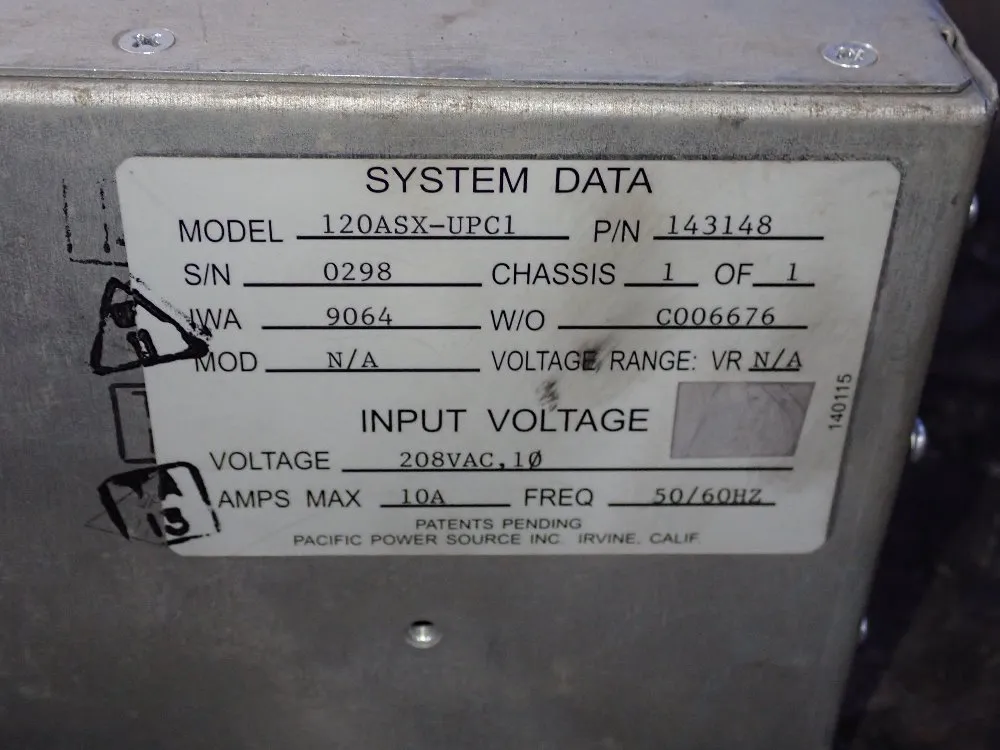 SYSTEM DATA
MODEL 120ASX-UPC1 P/N 143148
S/N 0298 CHASSIS 1 OF 1
IWA 9064 W/O C006676
MOD N/A VOLTAGE RANGE: VR N/A
INPUT VOLTAGE
140115
VOLTAGE 208VAC,1Ø
AMPS MAX 10A FREQ 50/60HZ
PATENTS PENDING
PACIFIC POWER SOURCE INC. IRVINE, CALIF
13